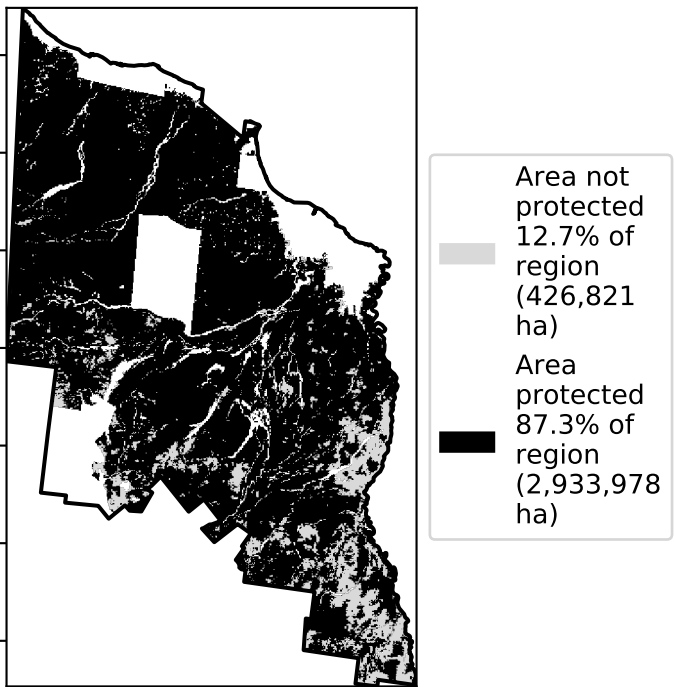 Area not
protected
12.7% of
region
(426,821
ha)
Area
protected
87.3% of
region
(2,933,978
ha)